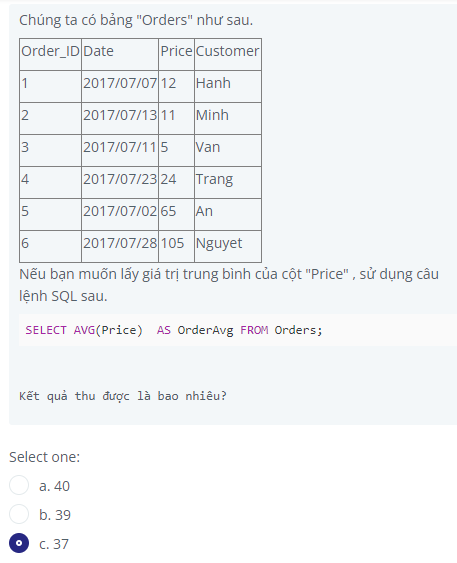 Chúng ta có bảng "Orders" như sau.
Order_ID Date Price Customer
1 2017/07/07 12 Hanh
2 2017/07/13 11 Minh
3 2017/07/11 5 Van
4 2017/07/23 24 Trang
5 2017/07/02 65 An
6 2017/07/28 105 Nguyet
Nếu bạn muốn lấy giá trị trung bình của cột "Price" , sử dụng câu
lệnh SQL sau.
SELECT AVG(Price)  AS OrderAvg FROM Orders;
Kết quả thu được là bao nhiêu?
Select one:
a. 40
b. 39
c. 37